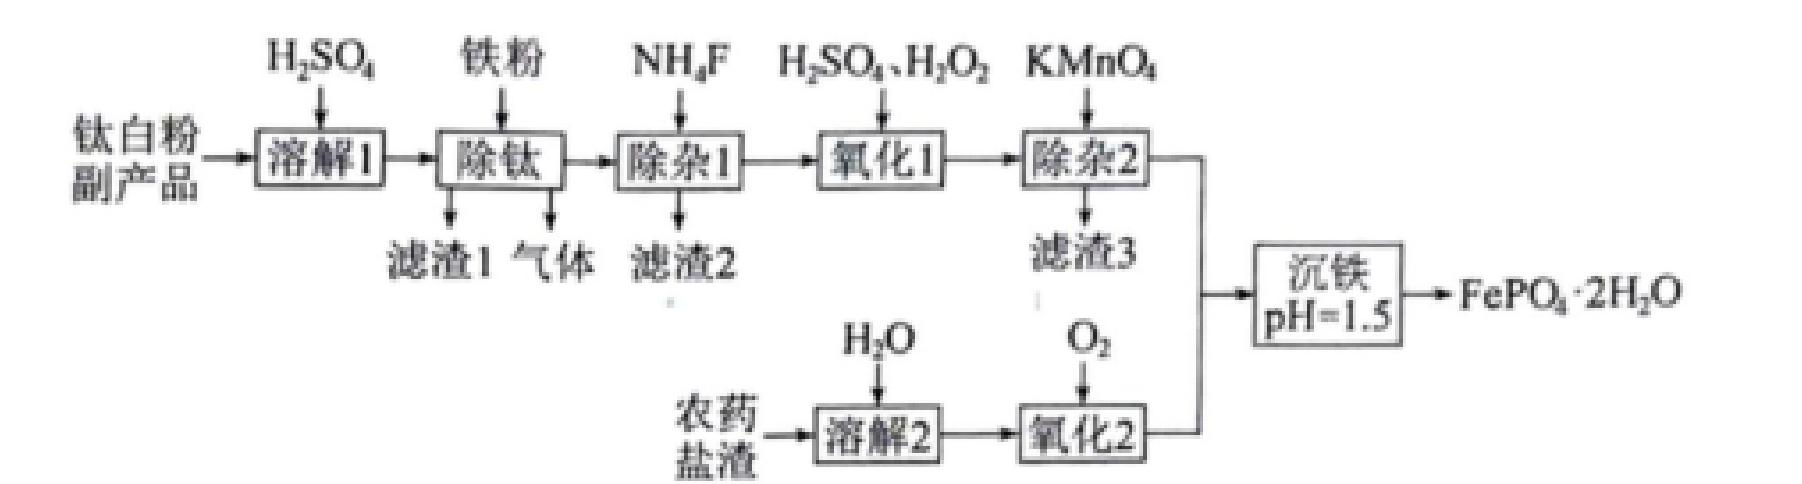 H₂SO₄
铁粉
NH₄F
H₂SO₄、H₂O₂
KMnO₄
钛白粉
副产品
溶解1
除钛
除杂1
氧化1
除杂2
滤渣1
气体
滤渣2
滤渣3
沉铁
pH=1.5
FePO₄·2H₂O
H₂O
O₂
农药
盐渣
溶解2
氧化2